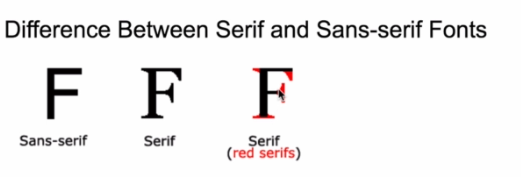 Difference Between Serif and Sans-serif Fonts
F F F
Sans-serif Serif Serif
(red serifs)